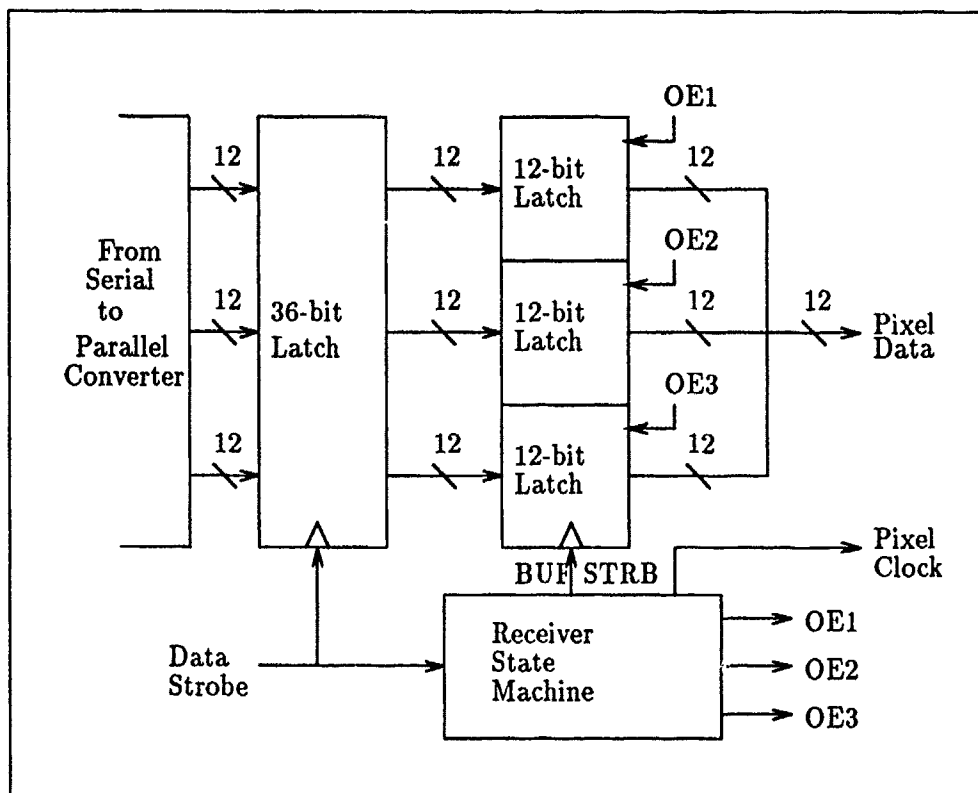 OE1
12
12
12-bit
Latch
12
From
Serial
to
Parallel
Converter
OE2
12
36-bit
Latch
12
12-bit
Latch
12
12
Pixel
Data
OE3
12
12
12-bit
Latch
12
BUF STRB
Pixel
Clock
Data
Strobe
Receiver
State
Machine
OE1
OE2
OE3